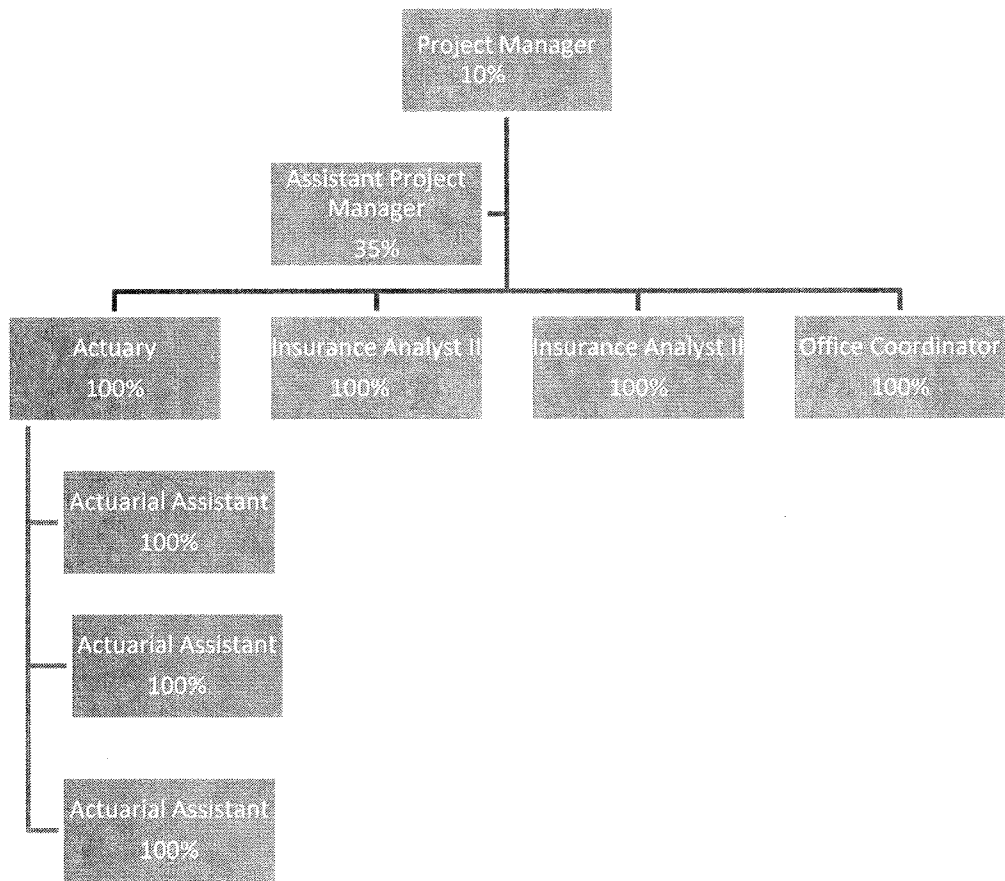 Project Manager
10%
Assistant Project
Manager
35%
Actuary
100%
Insurance Analyst II
100%
Insurance Analyst II
100%
Office Coordinator
100%
Actuarial Assistant
100%
Actuarial Assistant
100%
Actuarial Assistant
100%